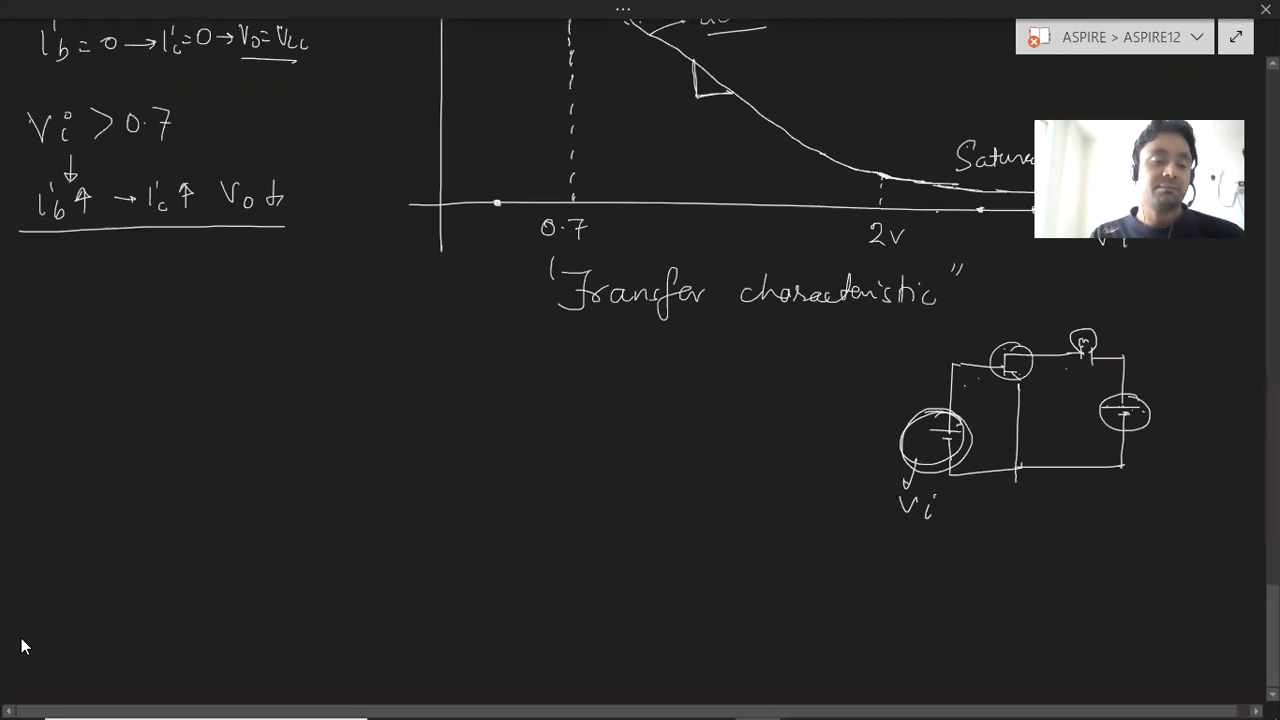 ib = 0 → ic = 0 → V0 = VCC
ASPIRE > ASPIRE12
Vi > 0.7
ib ↑ → ic ↑ V0 ↓
0.7
2v
Vi
"Transfer characteristic"
Vi